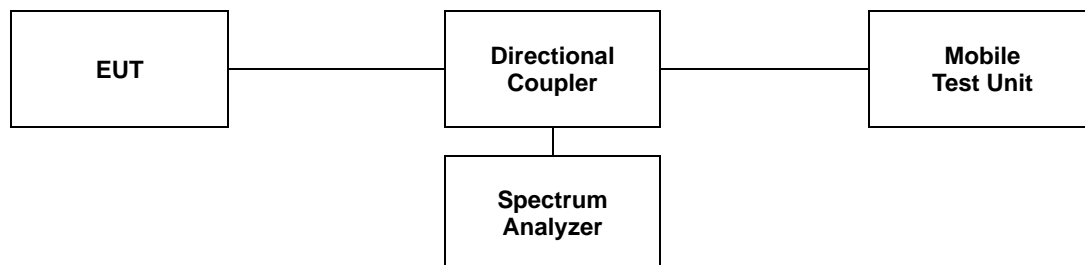 EUT
Directional
Coupler
Mobile
Test Unit
Spectrum
Analyzer